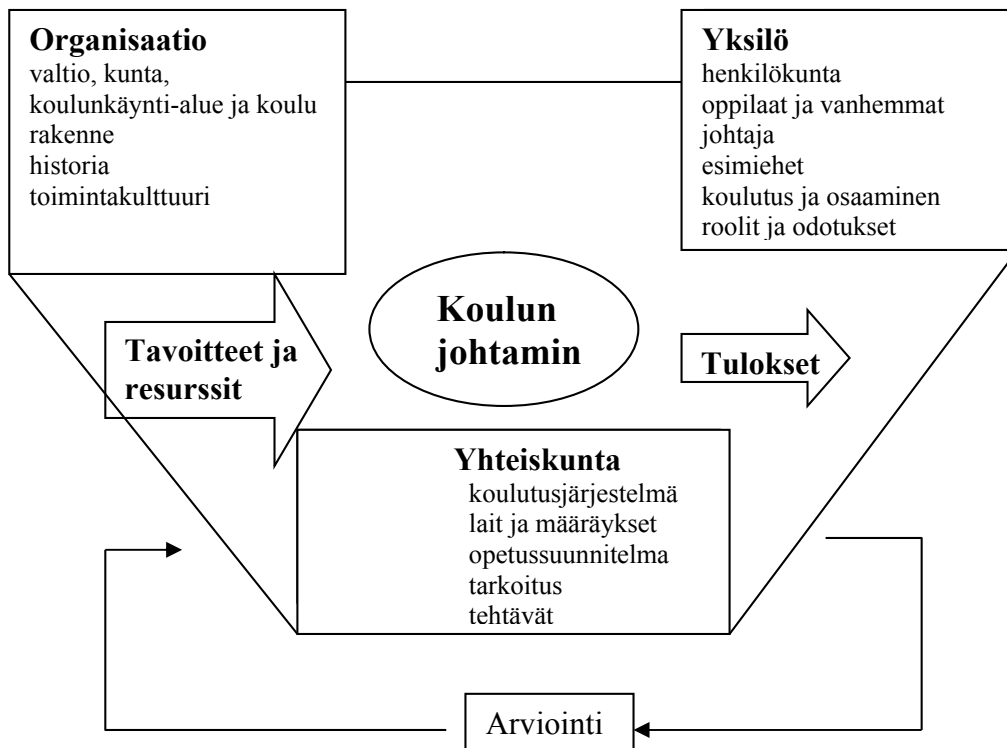 Organisaatio
valtio, kunta,
koulunkäynti-alue ja koulu
rakenne
historia
toimintakulttuuri
Yksilö
henkilökunta
oppilaat ja vanhemmat
johtaja
esimiehet
koulutus ja osaaminen
roolit ja odotukset
Tavoitteet ja
resurssit
Koulun
johtamin
Tulokset
Yhteiskunta
koulutusjärjestelmä
lait ja määräykset
opetussuunnitelma
tarkoitus
tehtävät
Arviointi